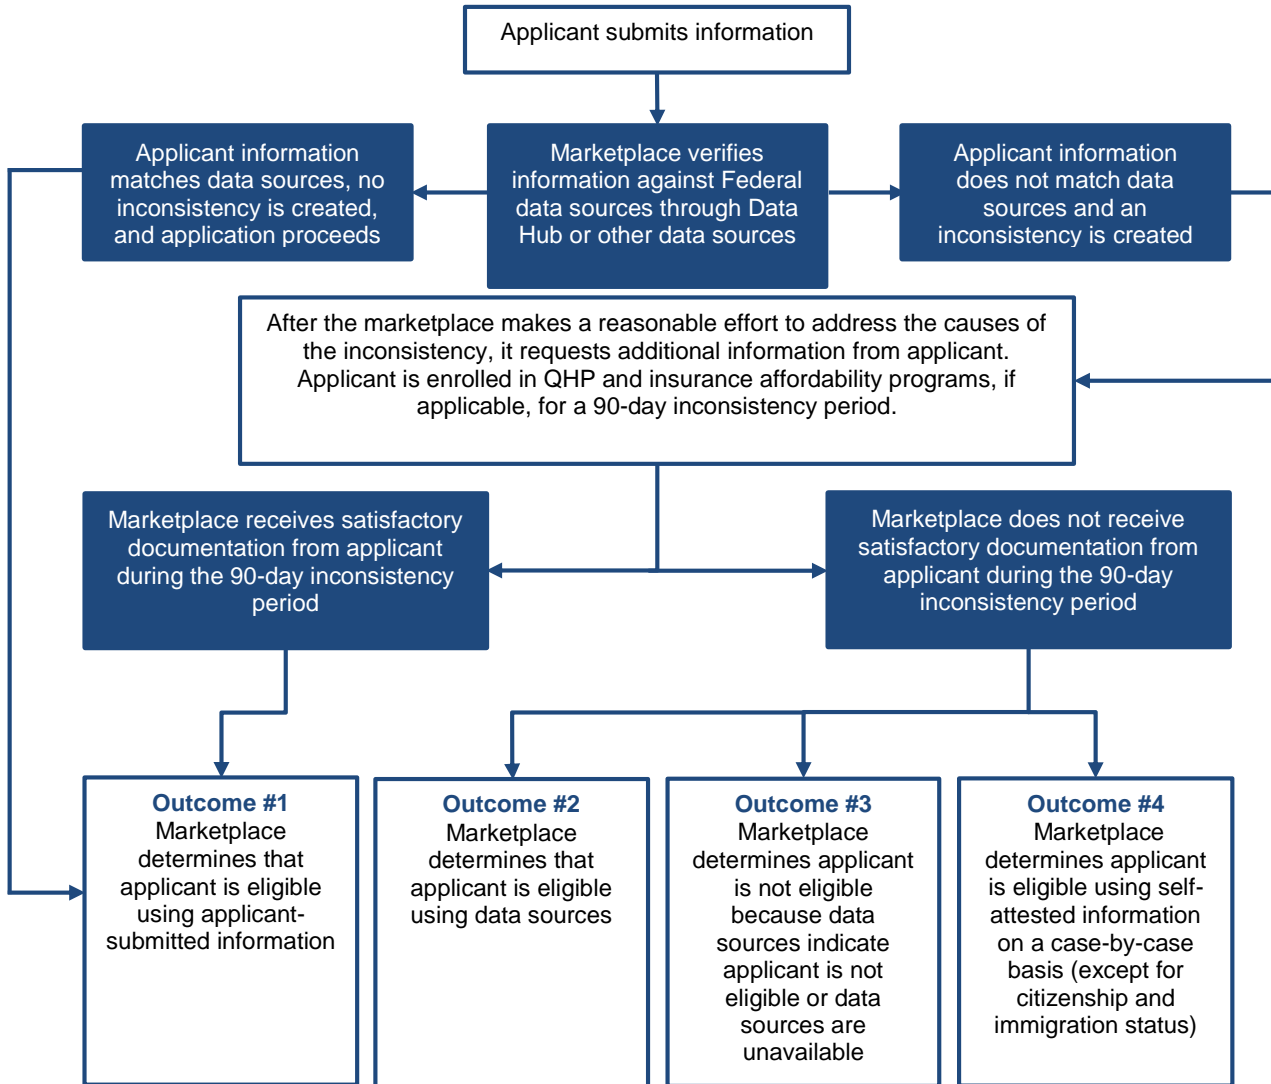 Applicant submits information
Applicant information
matches data sources, no
inconsistency is created,
and application proceeds
Marketplace verifies
information against Federal
data sources through Data
Hub or other data sources
Applicant information
does not match data
sources and an
inconsistency is created
After the marketplace makes a reasonable effort to address the causes of
the inconsistency, it requests additional information from applicant.
Applicant is enrolled in QHP and insurance affordability programs, if
applicable, for a 90-day inconsistency period.
Marketplace receives satisfactory
documentation from applicant
during the 90-day inconsistency
period
Marketplace does not receive
satisfactory documentation from
applicant during the 90-day
inconsistency period
Outcome #1
Marketplace
determines that
applicant is eligible
using applicant-
submitted information
Outcome #2
Marketplace
determines that
applicant is eligible
using data sources
Outcome #3
Marketplace
determines applicant
is not eligible
because data
sources indicate
applicant is not
eligible or data
sources are
unavailable
Outcome #4
Marketplace
determines applicant
is eligible using self-
attested information
on a case-by-case
basis (except for
citizenship and
immigration status)